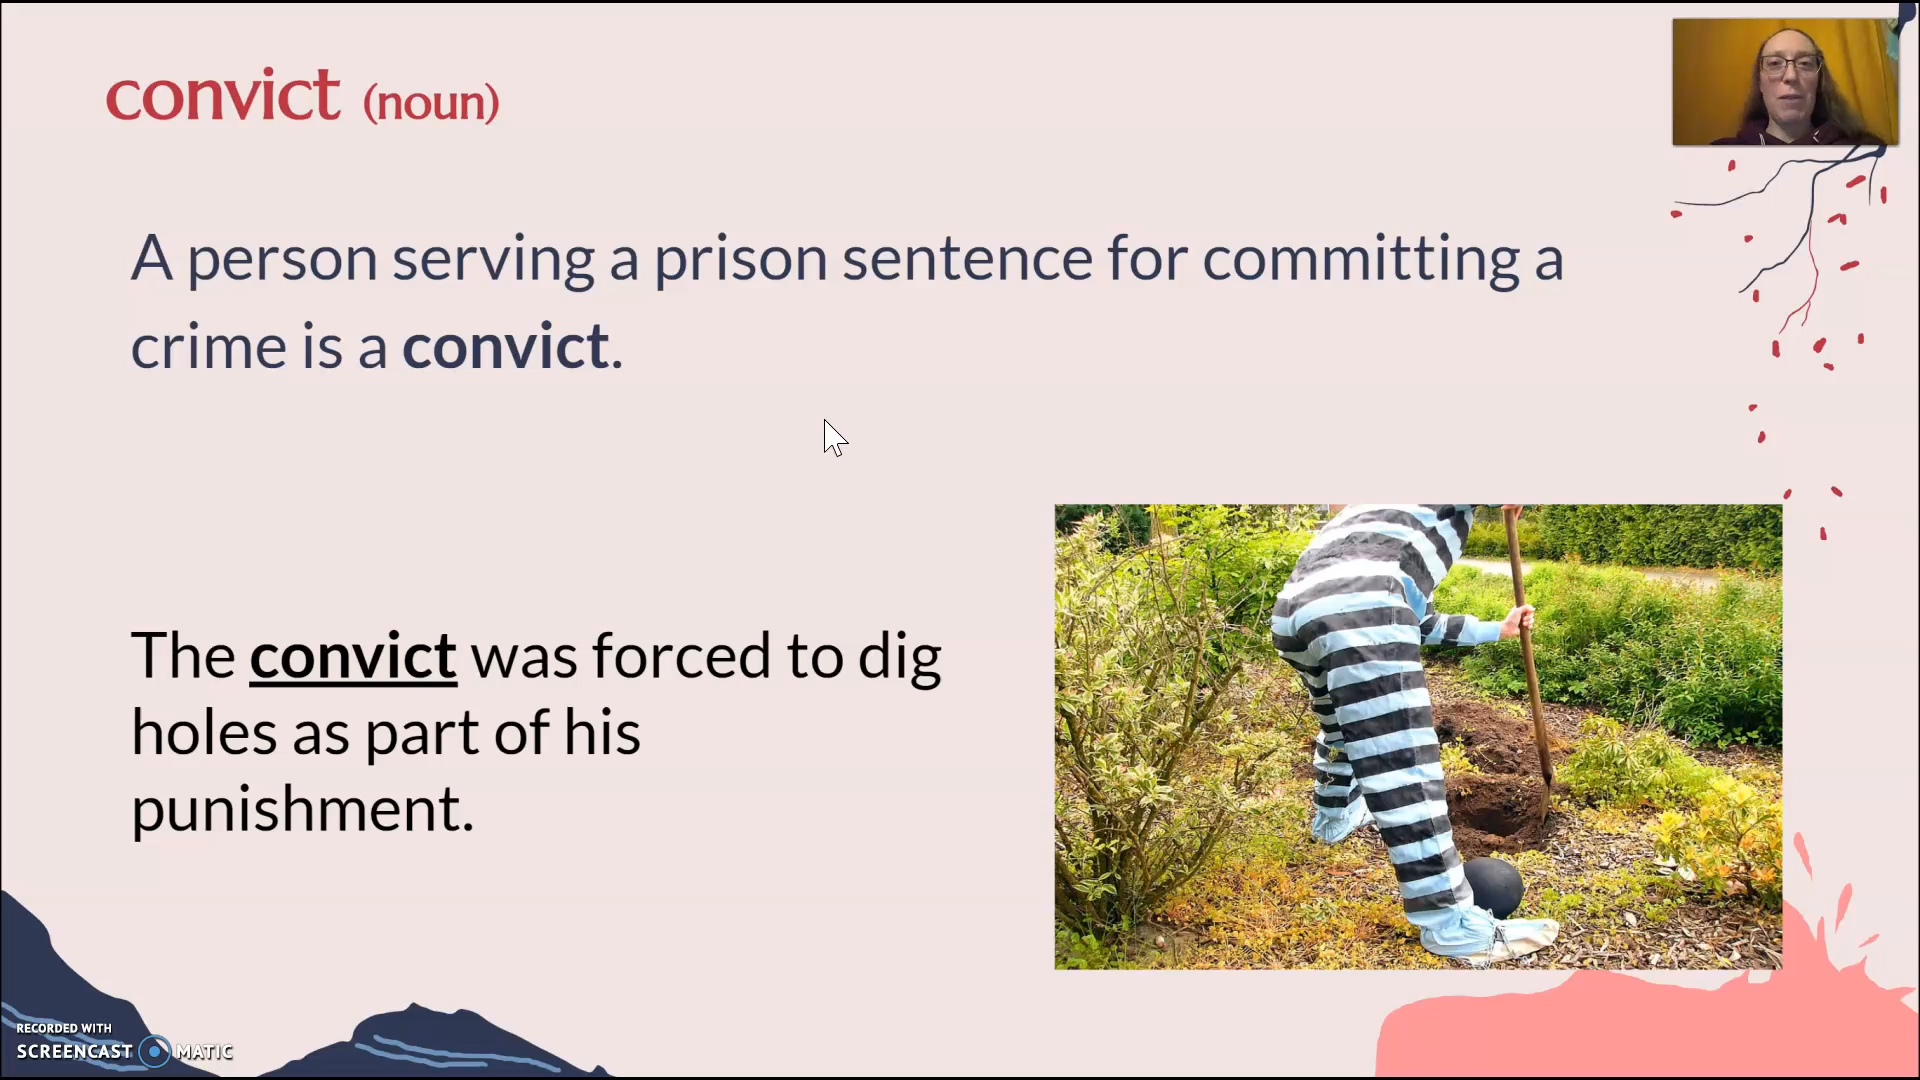 convict (noun)
A person serving a prison sentence for committing a
crime is a convict.
The convict was forced to dig
holes as part of his
punishment.
RECORDED WITH
SCREENCAST MATIC